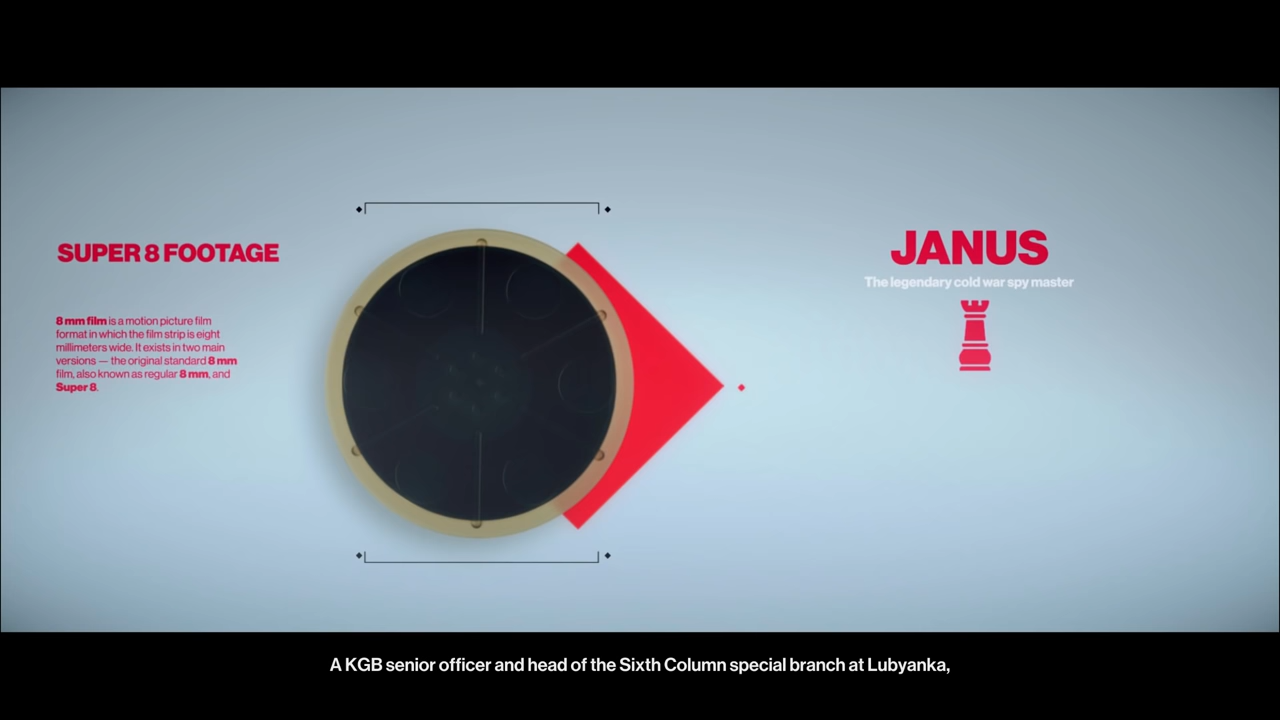 SUPER 8 FOOTAGE
8 mm film is a motion picture film
format in which the film strip is eight
millimeters wide. It exists in two main
versions — the original standard 8 mm
film, also known as regular 8 mm, and
Super 8.
JANUS
The legendary cold war spy master
A KGB senior officer and head of the Sixth Column special branch at Lubyanka,